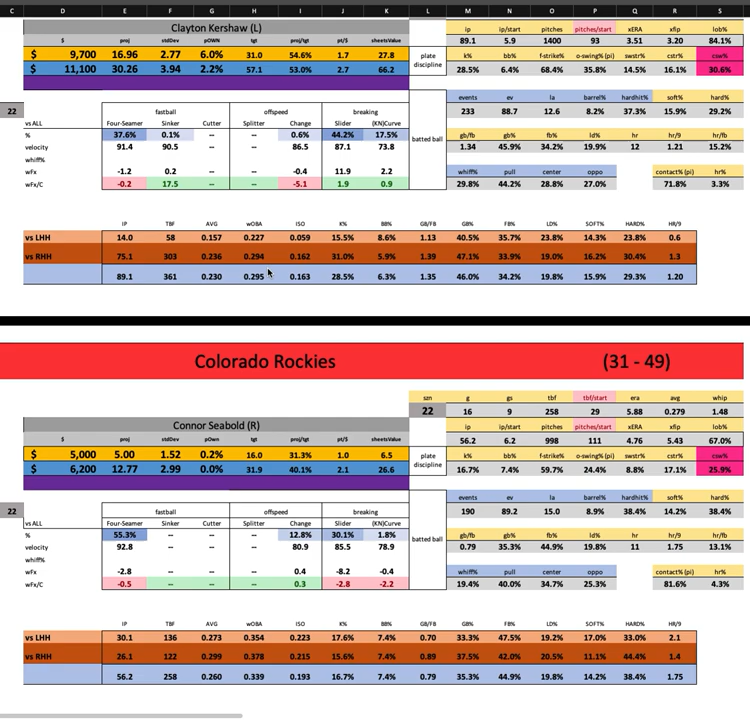 C D E F G H I J K L M N O P Q R S
Clayton Kershaw (L) ip ip/start pitches pitches/start xERA xfip lob%
$ proj stdDev pOWN tgt proj/tgt pt/$ sheetsValue 89.1 5.9 1400 93 3.51 3.20 84.1%
$ 9,700 16.96 2.77 6.0% 31.0 54.6% 1.7 27.8 plate discipline k% bb% f-strike% o-swing% (pi) swstr% cstr% csw%
$ 11,100 30.26 3.94 2.2% 57.1 53.0% 2.7 66.2 28.5% 6.4% 68.4% 35.8% 14.5% 16.1% 30.6%
events ev la barrel% hardhit% soft% hard%
22 fastball offspeed breaking 233 88.7 12.6 8.2% 37.3% 15.9% 29.2%
vs ALL Four-Seamer Sinker Cutter Splitter Change Slider (KN)Curve
% 37.6% 0.1% -- -- 0.6% 44.2% 17.5% batted ball gb/fb gb% fb% ld% hr hr/9 hr/fb
velocity 91.4 90.5 -- -- 86.5 87.1 73.8 1.34 45.9% 34.2% 19.9% 12 1.21 15.2%
whiff%
wFx -1.2 0.2 -0.4 11.9 2.2 whiff% pull center oppo contact% (pi) hr%
wFx/C -0.2 17.5 -5.1 1.9 0.9 29.8% 44.2% 28.8% 27.0% 71.8% 3.3%
IP TBF AVG wOBA ISO K% BB% GB/FB GB% FB% LD% SOFT% HARD% HR/9
vs LHH 14.0 58 0.157 0.227 0.059 15.5% 8.6% 1.13 40.5% 35.7% 23.8% 14.3% 23.8% 0.6
vs RHH 75.1 303 0.236 0.294 0.162 31.0% 5.9% 1.39 47.1% 33.9% 19.0% 16.2% 30.4% 1.3
89.1 361 0.230 0.295 0.163 28.5% 6.3% 1.35 46.0% 34.2% 19.8% 15.9% 29.3% 1.20
Colorado Rockies (31 - 49)
szn g gs tbf tbf/start era avg whip
22 16 9 258 29 5.88 0.279 1.48
Connor Seabold (R) ip ip/start pitches pitches/start xERA xfip lob%
$ proj stdDev pOwn tgt proj/tgt pt/$ sheetsValue 56.2 6.2 998 111 4.76 5.43 67.0%
$ 5,000 5.00 1.52 0.2% 16.0 31.3% 1.0 6.5 plate discipline k% bb% f-strike% o-swing% (pi) swstr% cstr% csw%
$ 6,200 12.77 2.99 0.0% 31.9 40.1% 2.1 26.6 16.7% 7.4% 59.7% 24.4% 8.8% 17.1% 25.9%
events ev la barrel% hardhit% soft% hard%
22 fastball offspeed breaking 190 89.2 15.0 8.9% 38.4% 14.2% 38.4%
vs ALL Four-Seamer Sinker Cutter Splitter Change Slider (KN)Curve
% 55.3% -- -- -- 12.8% 30.1% 1.8% batted ball gb/fb gb% fb% ld% hr hr/9 hr/fb
velocity 92.8 -- -- -- 80.9 85.5 78.9 0.79 35.3% 44.9% 19.8% 11 1.75 13.1%
whiff%
wFx -2.8 0.4 -8.2 -0.4 whiff% pull center oppo contact% (pi) hr%
wFx/C -0.5 -- -- -- 0.3 -2.8 -2.2 19.4% 40.0% 34.7% 25.3% 81.6% 4.3%
IP TBF AVG wOBA ISO K% BB% GB/FB GB% FB% LD% SOFT% HARD% HR/9
vs LHH 30.1 136 0.273 0.354 0.223 17.6% 7.4% 0.70 33.3% 47.5% 19.2% 17.0% 33.0% 2.1
vs RHH 26.1 122 0.299 0.378 0.215 15.6% 7.4% 0.89 37.5% 42.0% 20.5% 11.1% 44.4% 1.4
56.2 258 0.260 0.339 0.193 16.7% 7.4% 0.79 35.3% 44.9% 19.8% 14.2% 38.4% 1.75